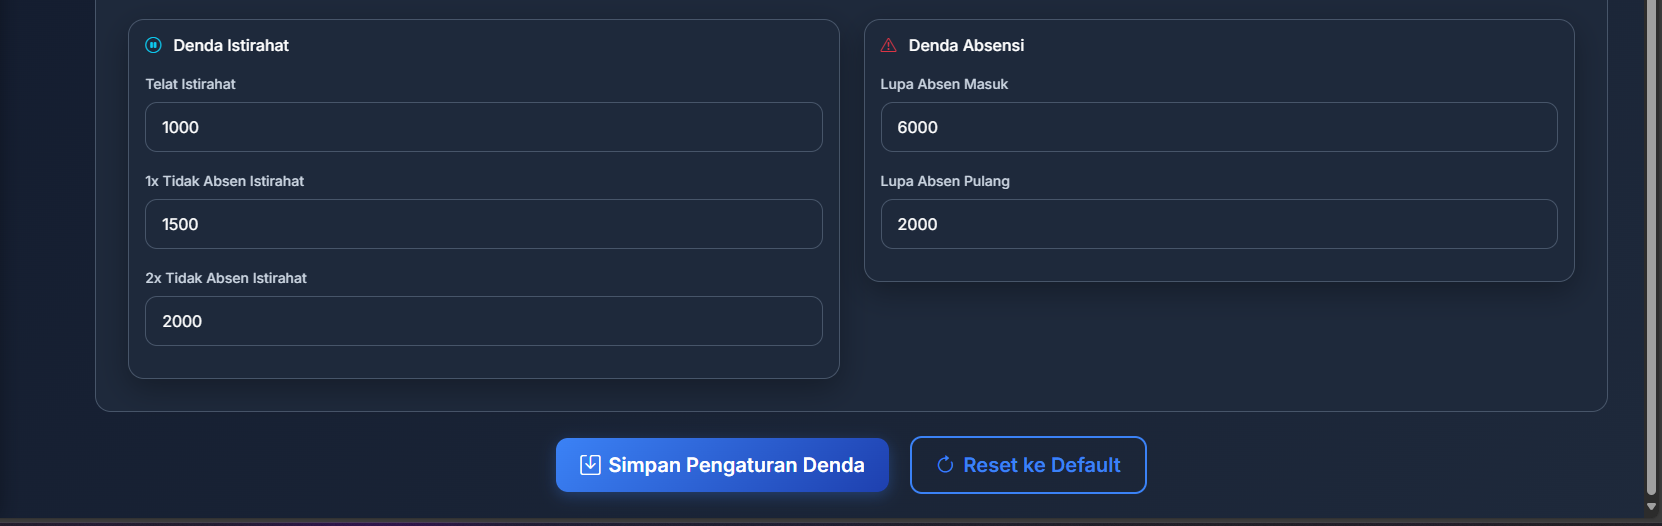 Denda Istirahat
Telat Istirahat
1000
1x Tidak Absen Istirahat
1500
2x Tidak Absen Istirahat
2000
Denda Absensi
Lupa Absen Masuk
6000
Lupa Absen Pulang
2000
Simpan Pengaturan Denda
Reset ke Default